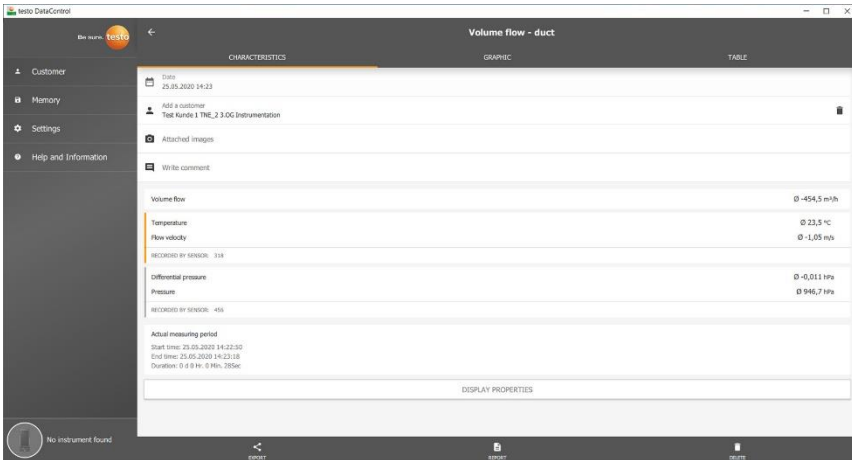 testo DataControl
Be sure. testo
Customer
Memory
Settings
Help and Information
No instrument found
Volume flow - duct
CHARACTERISTICS GRAPHIC TABLE
Date
25.05.2020 14:23
Add a customer
Test Kunde 1 TNE_2 3.OG Instrumentation
Attached images
Write comment
Volume flow Ø -454,5 m³/h
Temperature Ø 23,5 °C
Flow velocity Ø -1,05 m/s
RECORDED BY SENSOR: 318
Differential pressure Ø -0,011 hPa
Pressure Ø 946,7 hPa
RECORDED BY SENSOR: 456
Actual measuring period
Start time: 25.05.2020 14:22:50
End time: 25.05.2020 14:23:18
Duration: 0 d 0 Hr. 0 Min. 28Sec
DISPLAY PROPERTIES
EXPORT REPORT DELETE